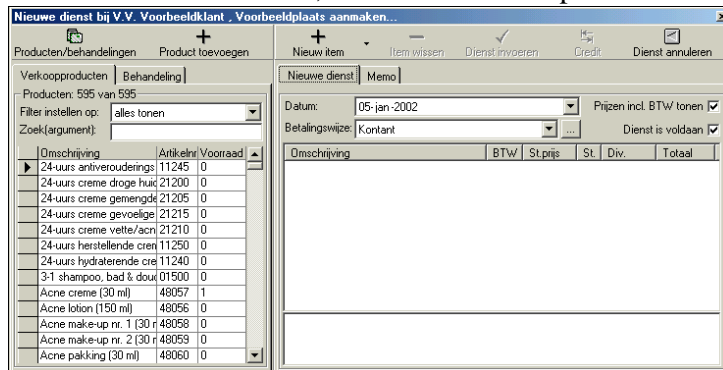 Nieuwe dienst bij V.V. Voorbeeldklant , Voorbeeldplaats aanmaken...
Producten/behandelingen Product toevoegen Nieuw item Item wissen Dienst invoeren Credit Dienst annuleren
Verkoopproducten Behandeling
Producten: 595 van 595
Filter instellen op: alles tonen
Zoek(argument):
Omschrijving Artikelnr Voorraad
24-uurs antiverouderings 11245 0
24-uurs creme droge huid 21200 0
24-uurs creme gemengde 21205 0
24-uurs creme gevoelige 21215 0
24-uurs creme vette/acn 21210 0
24-uurs herstellende crem 11250 0
24-uurs hydraterende cre 11240 0
3-1 shampoo, bad & douc 01500 0
Acne creme (30 ml) 48057 1
Acne lotion (150 ml) 48056 0
Acne make-up nr. 1 (30 m 48058 0
Acne make-up nr. 2 (30 m 48059 0
Acne pakking (30 ml) 48060 0
Nieuwe dienst Memo
Datum: 05-jan-2002 Prijzen incl. BTW tonen
Betalingswijze: Kontant ... Dienst is voldaan
Omschrijving BTW St.prijs St. Div. Totaal